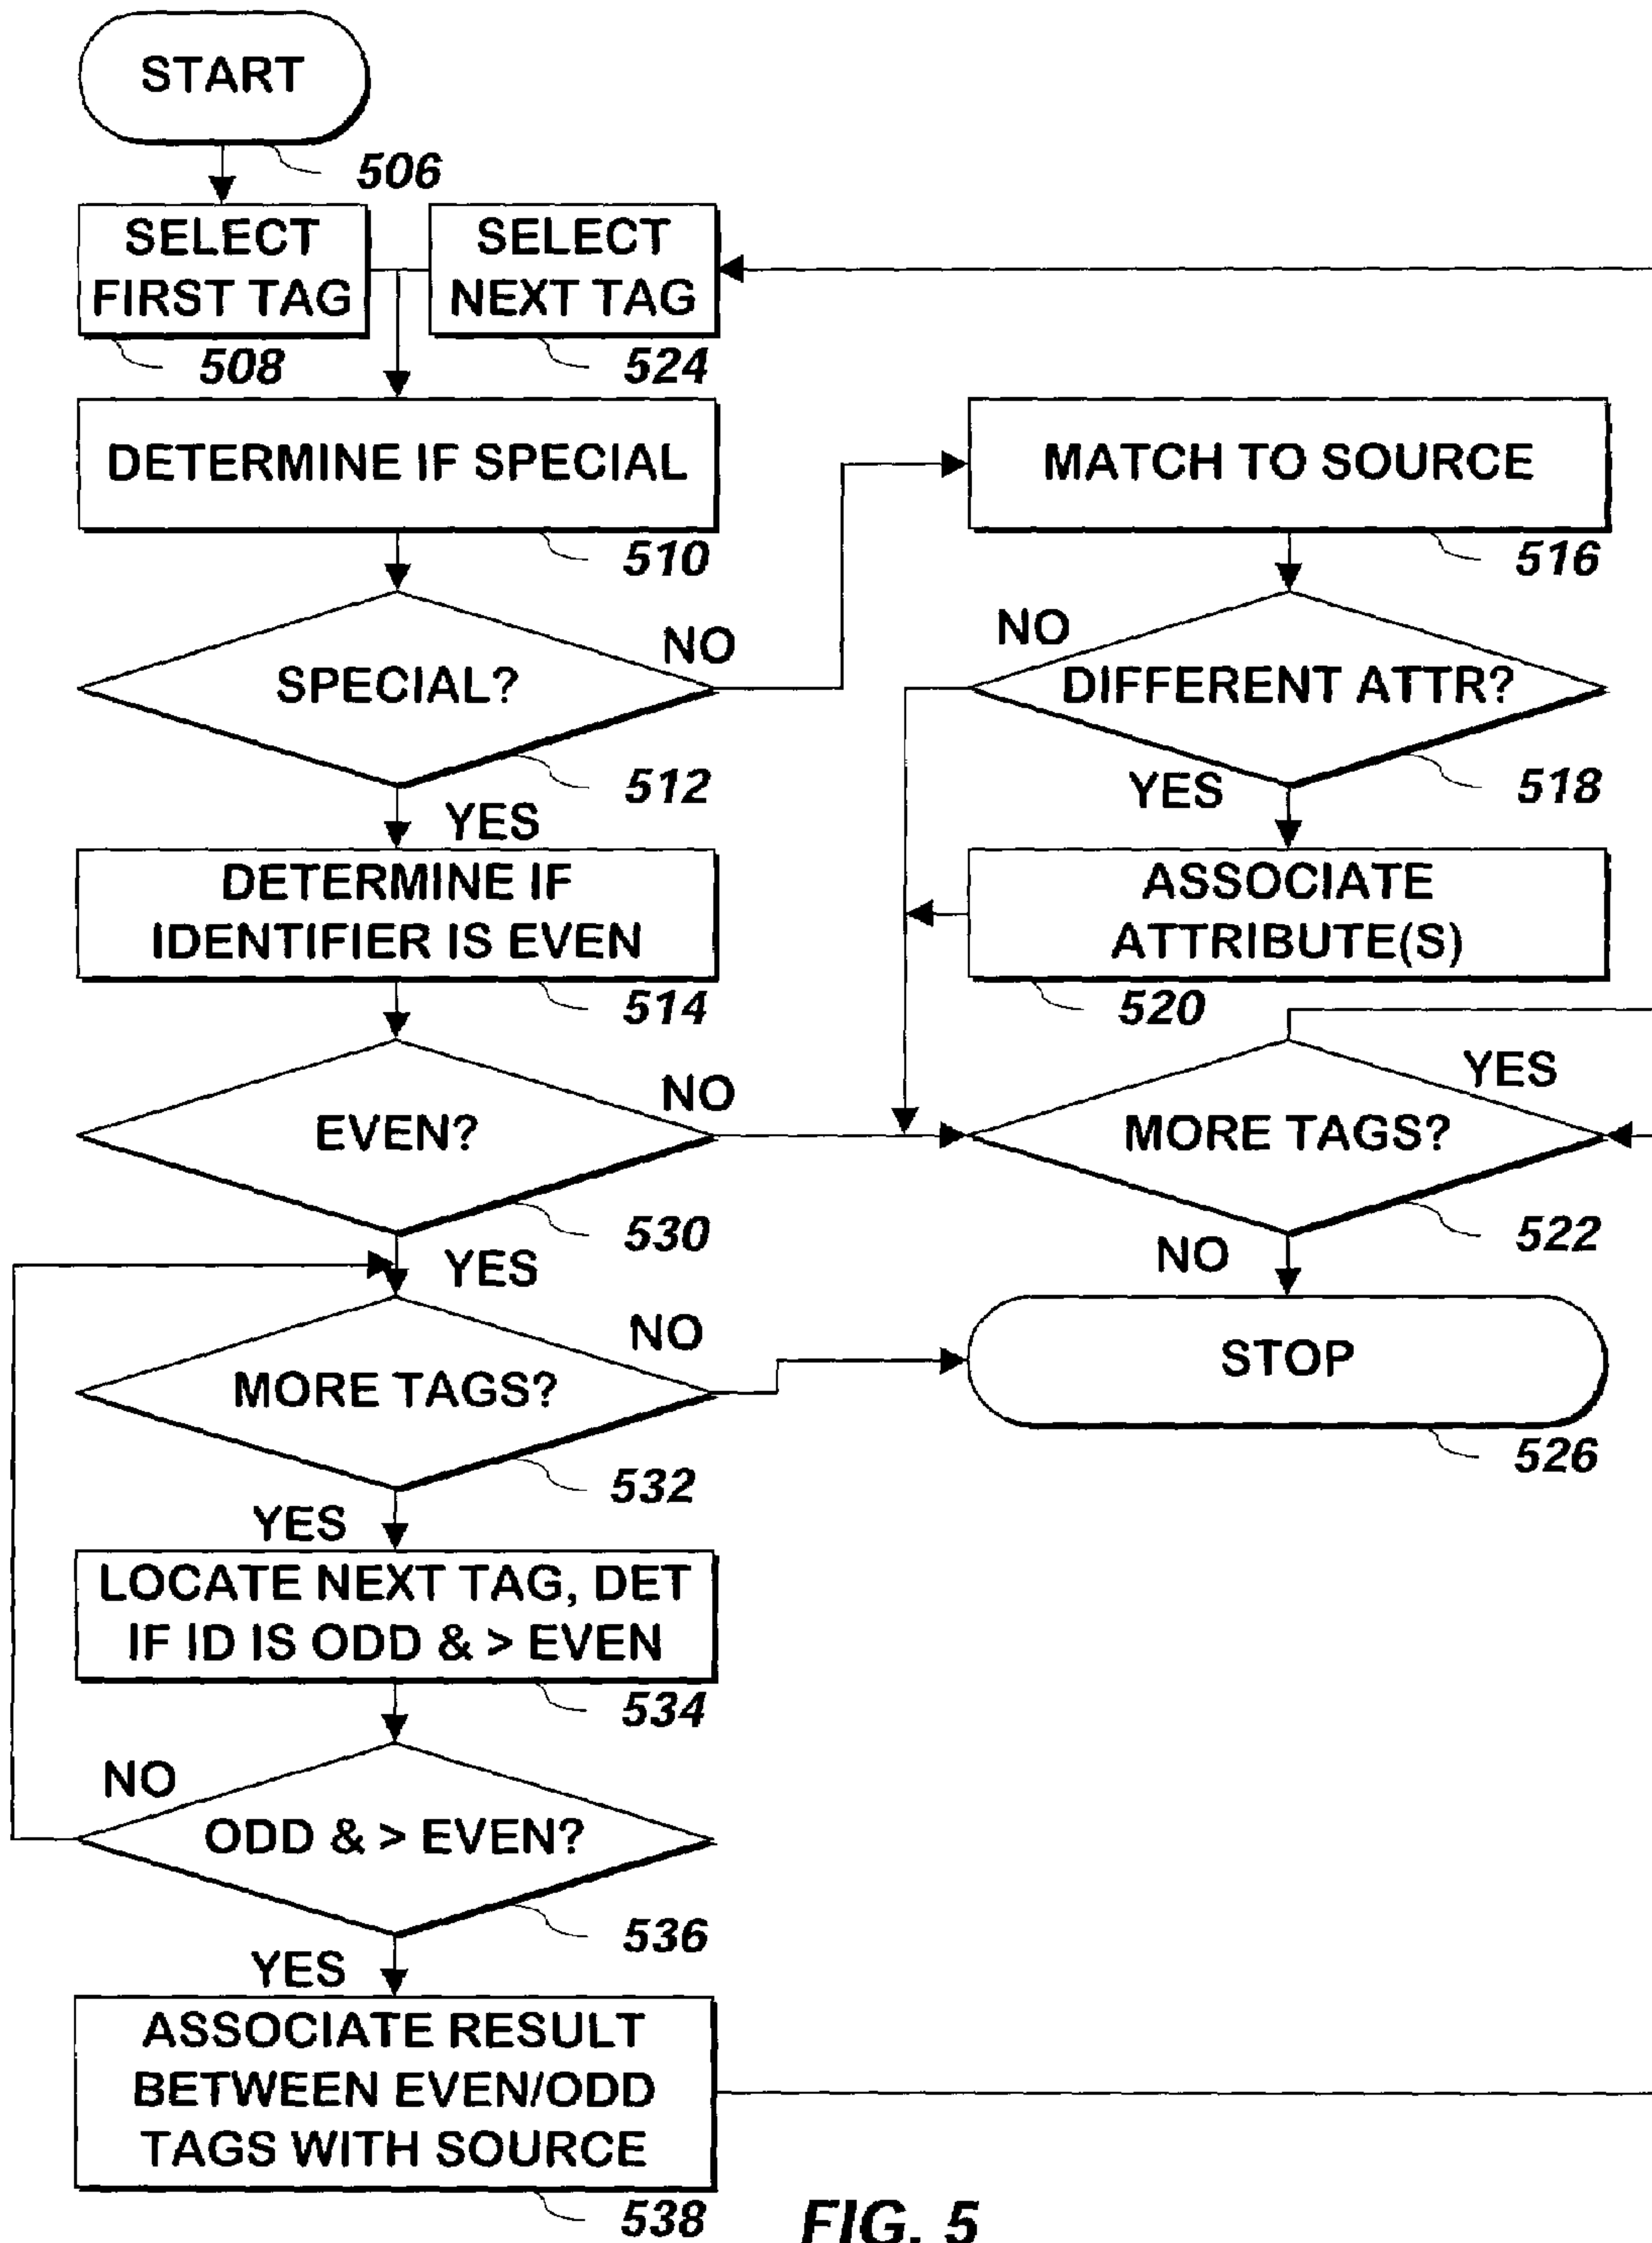 START
506
SELECT
FIRST TAG
508
SELECT
NEXT TAG
524
DETERMINE IF SPECIAL
510
MATCH TO SOURCE
516
SPECIAL?
NO
512
YES
NO
DIFFERENT ATTR?
518
YES
DETERMINE IF
IDENTIFIER IS EVEN
514
ASSOCIATE
ATTRIBUTE(S)
520
EVEN?
NO
530
YES
MORE TAGS?
YES
522
NO
MORE TAGS?
NO
532
YES
STOP
526
LOCATE NEXT TAG, DET
IF ID IS ODD & > EVEN
534
NO
ODD & > EVEN?
536
YES
ASSOCIATE RESULT
BETWEEN EVEN/ODD
TAGS WITH SOURCE
538
FIG. 5